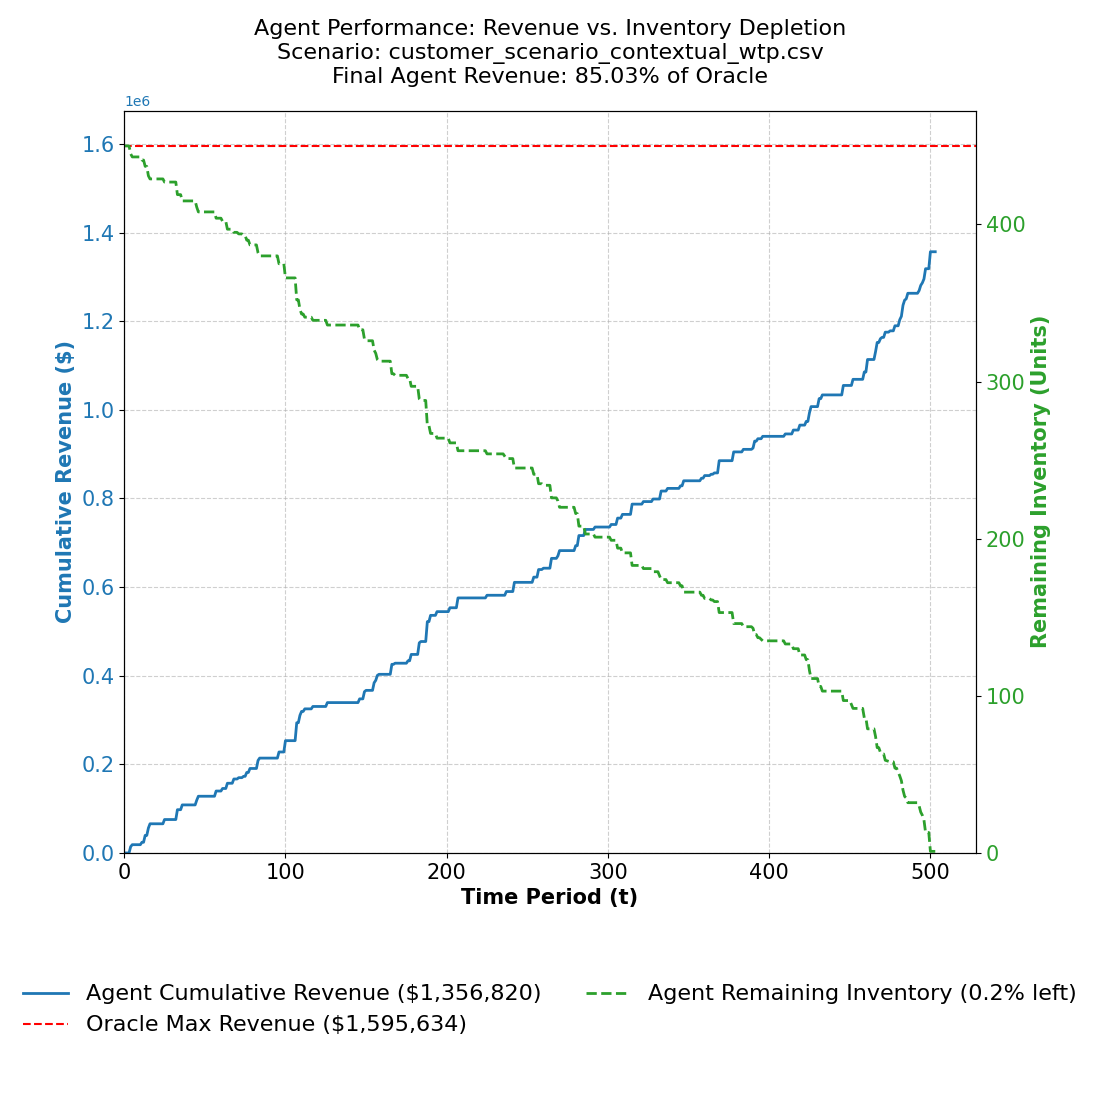 Agent Performance: Revenue vs. Inventory Depletion
Scenario: customer_scenario_contextual_wtp.csv
Final Agent Revenue: 85.03% of Oracle
1e6
1.6
1.4
1.2
1.0
0.8
0.6
0.4
0.2
0.0
Cumulative Revenue ($)
400
300
200
100
0
Remaining Inventory (Units)
0 100 200 300 400 500
Time Period (t)
Agent Cumulative Revenue ($1,356,820)
Oracle Max Revenue ($1,595,634)
Agent Remaining Inventory (0.2% left)